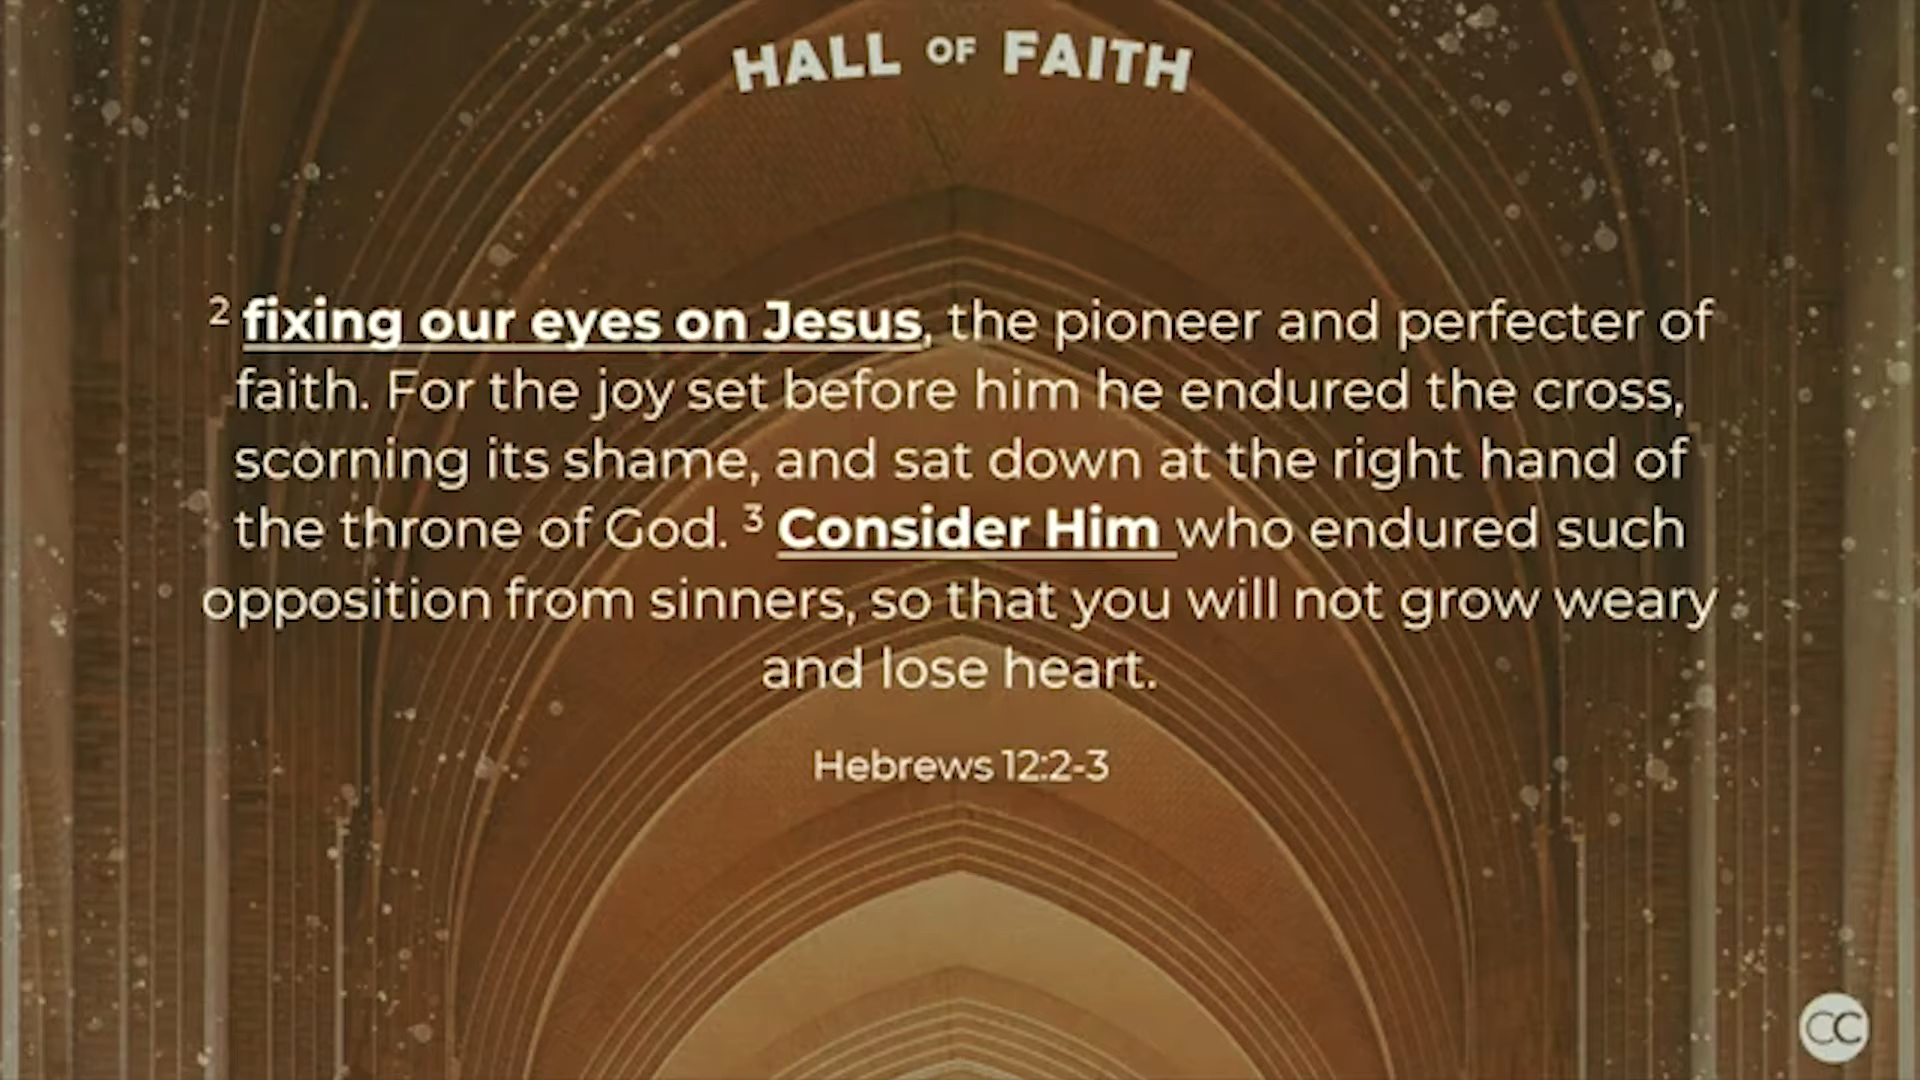 HALL OF FAITH
2 fixing our eyes on Jesus, the pioneer and perfecter of
faith. For the joy set before him he endured the cross,
scorning its shame, and sat down at the right hand of
the throne of God. 3 Consider Him who endured such
opposition from sinners, so that you will not grow weary
and lose heart.
Hebrews 12:2-3
CC